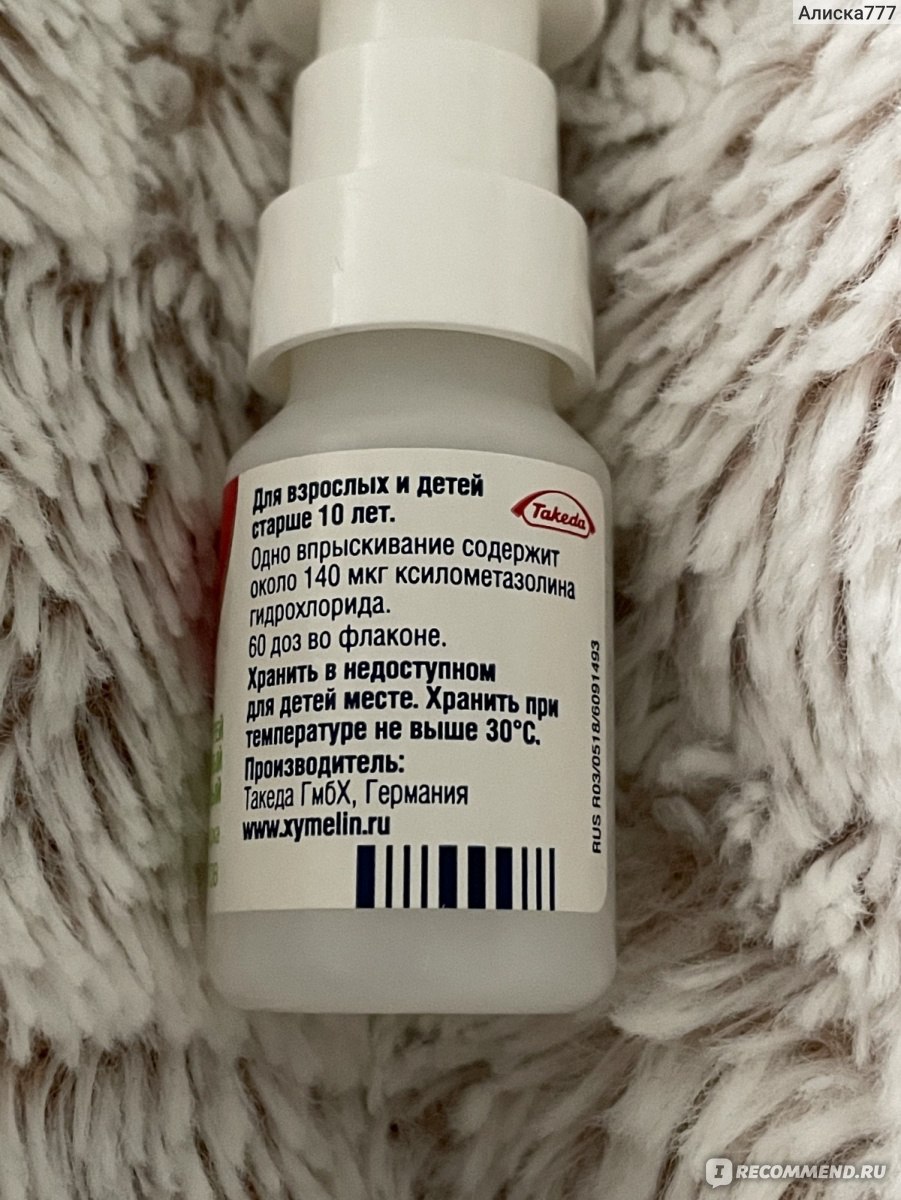 Алиска777
Для взрослых и детей
старше 10 лет.
Takeda
Одно впрыскивание содержит
около 140 мкг ксилометазолина
гидрохлорида.
60 доз во флаконе.
Хранить в недоступном
для детей месте. Хранить при
температуре не выше 30°C.
Производитель:
Такеда ГмбХ, Германия
www.xymelin.ru
RUS R03/0518/6091493
I RECOMMEND.RU